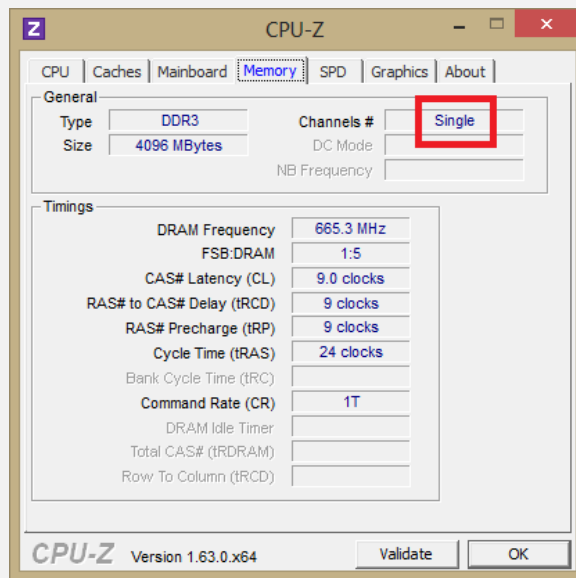 Z CPU-Z
CPU Caches Mainboard Memory SPD Graphics About
General
Type DDR3 Channels # Single
Size 4096 MBytes DC Mode
NB Frequency
Timings
DRAM Frequency 665.3 MHz
FSB:DRAM 1:5
CAS# Latency (CL) 9.0 clocks
RAS# to CAS# Delay (tRCD) 9 clocks
RAS# Precharge (tRP) 9 clocks
Cycle Time (tRAS) 24 clocks
Bank Cycle Time (tRC)
Command Rate (CR) 1T
DRAM Idle Timer
Total CAS# (tRDRAM)
Row To Column (tRCD)
CPU-Z Version 1.63.0.x64 Validate OK